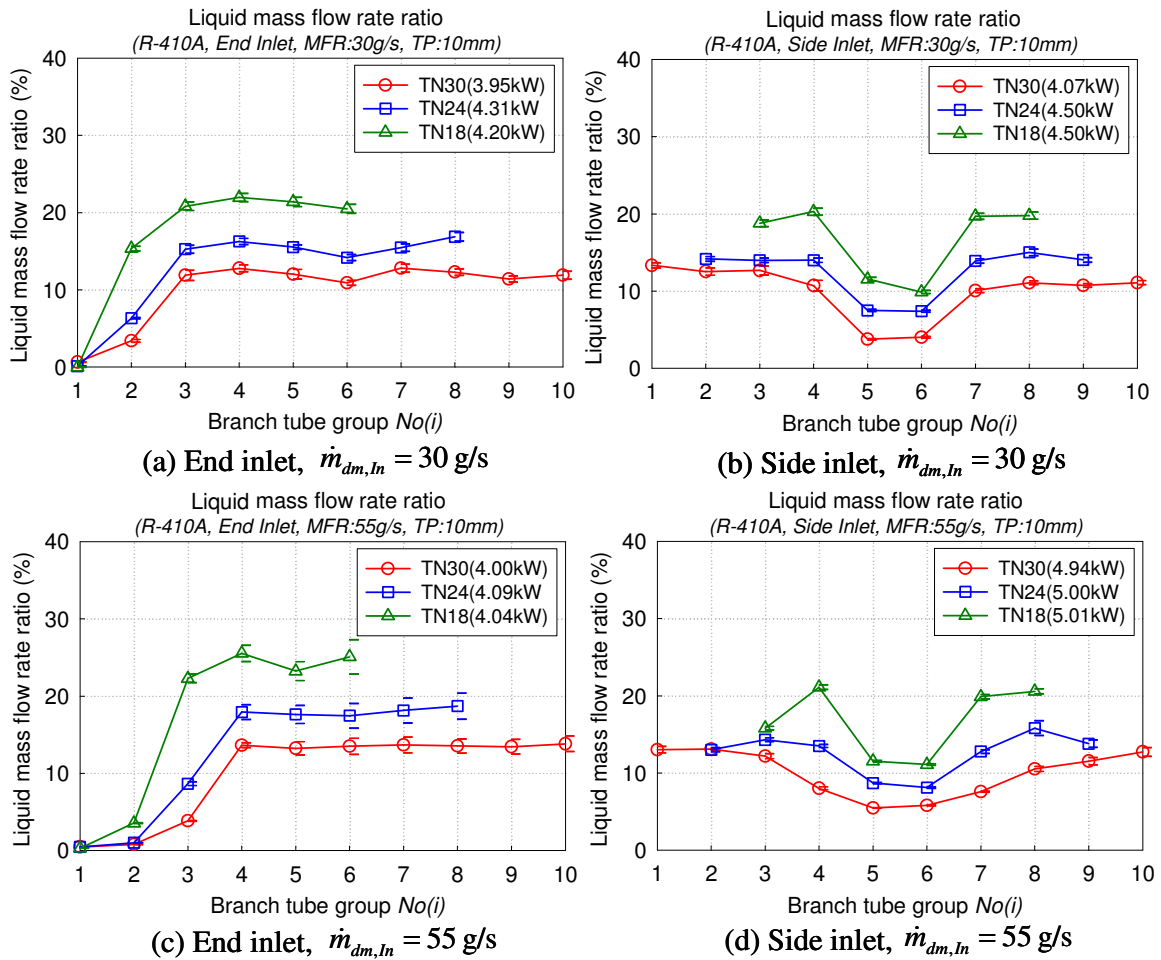 Liquid mass flow rate ratio
(R-410A, End Inlet, MFR:30g/s, TP:10mm)
Liquid mass flow rate ratio (%)
40
30
20
10
0
TN30(3.95kW)
TN24(4.31kW
TN18(4.20kW)
1 2 3 4 5 6 7 8 9 10
Branch tube group No(i)
(a) End inlet, ṁdm,In = 30 g/s
Liquid mass flow rate ratio
(R-410A, Side Inlet, MFR:30g/s, TP:10mm)
Liquid mass flow rate ratio (%)
40
30
20
10
0
TN30(4.07kW)
TN24(4.50kW
TN18(4.50kW)
1 2 3 4 5 6 7 8 9 10
Branch tube group No(i)
(b) Side inlet, ṁdm,In = 30 g/s
Liquid mass flow rate ratio
(R-410A, End Inlet, MFR:55g/s, TP:10mm)
Liquid mass flow rate ratio (%)
40
30
20
10
0
TN30(4.00kW)
TN24(4.09kW
TN18(4.04kW)
1 2 3 4 5 6 7 8 9 10
Branch tube group No(i)
(c) End inlet, ṁdm,In = 55 g/s
Liquid mass flow rate ratio
(R-410A, Side Inlet, MFR:55g/s, TP:10mm)
Liquid mass flow rate ratio (%)
40
30
20
10
0
TN30(4.94kW)
TN24(5.00kW
TN18(5.01kW)
1 2 3 4 5 6 7 8 9 10
Branch tube group No(i)
(d) Side inlet, ṁdm,In = 55 g/s